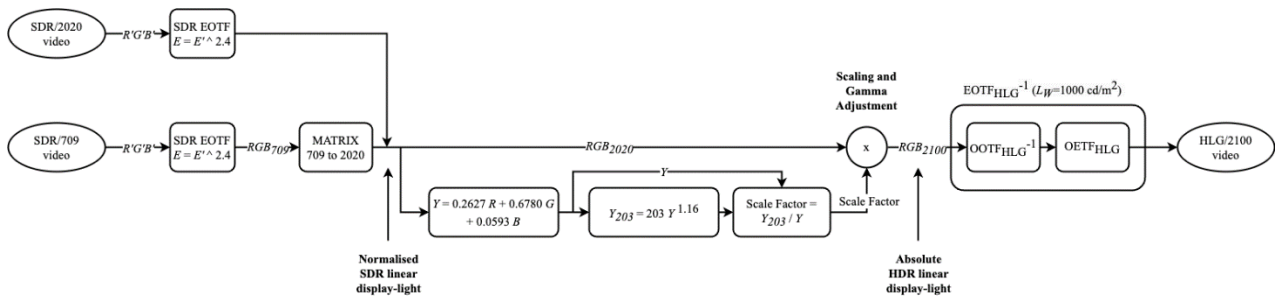 SDR/2020
video
R'G'B'
SDR EOTF
E = E'^ 2.4
SDR/709
video
R'G'B'
SDR EOTF
E = E'^ 2.4
RGB709
MATRIX
709 to 2020
RGB2020
Y
Y = 0.2627 R + 0.6780 G
+ 0.0593 B
Y203 = 203 Y 1.16
Scale Factor =
Y203 / Y
Scale Factor
Normalised
SDR linear
display-light
Scaling and
Gamma
Adjustment
x
RGB2100
Absolute
HDR linear
display-light
EOTFHLG-1 (LW=1000 cd/m2)
OOTFHLG-1
OETFHLG
HLG/2100
video